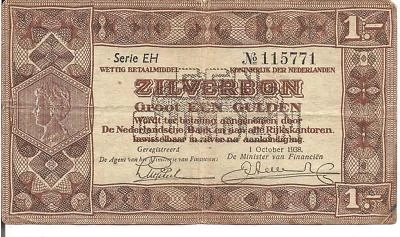 1.-
Serie EH
№ 115771
WETTIG BETAALMIDDEL KONINKRIJK DER NEDERLANDEN
ZILVERBON
Groot EEN GULDEN
Wordt ter betaling aangenomen door
De Nederlandsche Bank en aan alle Rijkskantoren.
Inwisselbaar in zilver na aankondiging.
Geregistreerd 1 October 1938.
De Agent van het Ministerie van Financiën, De Minister van Financiën
1.-